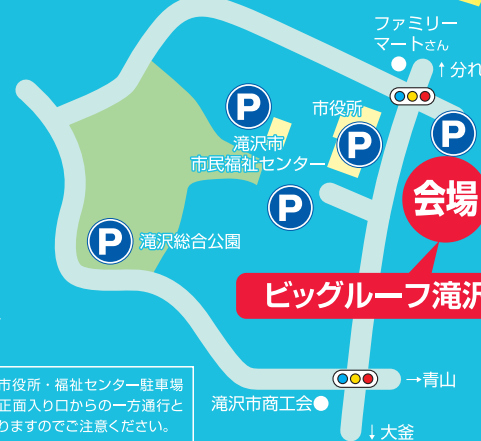 ファミリー
マートさん
↑分れ
P
市役所
P
P
滝沢市
市民福祉センター
P
会場
P
P
滝沢総合公園
ビッグルーフ滝沢
市役所・福祉センター駐車場
正面入り口からの一方通行と
りますのでご注意ください。
→青山
滝沢市商工会
↓大釜